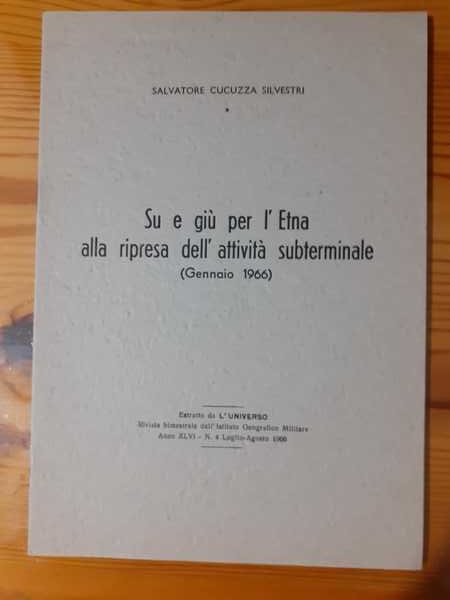 SALVATORE CUCUZZA SILVESTRI
*
Su e giù per l'Etna
alla ripresa dell'attività subterminale
(Gennaio 1966)
Estratto da L'UNIVERSO
Rivista bimestrale dell'Istituto Geografico Militare
Anno XLVI - N. 4 Luglio-Agosto 1966